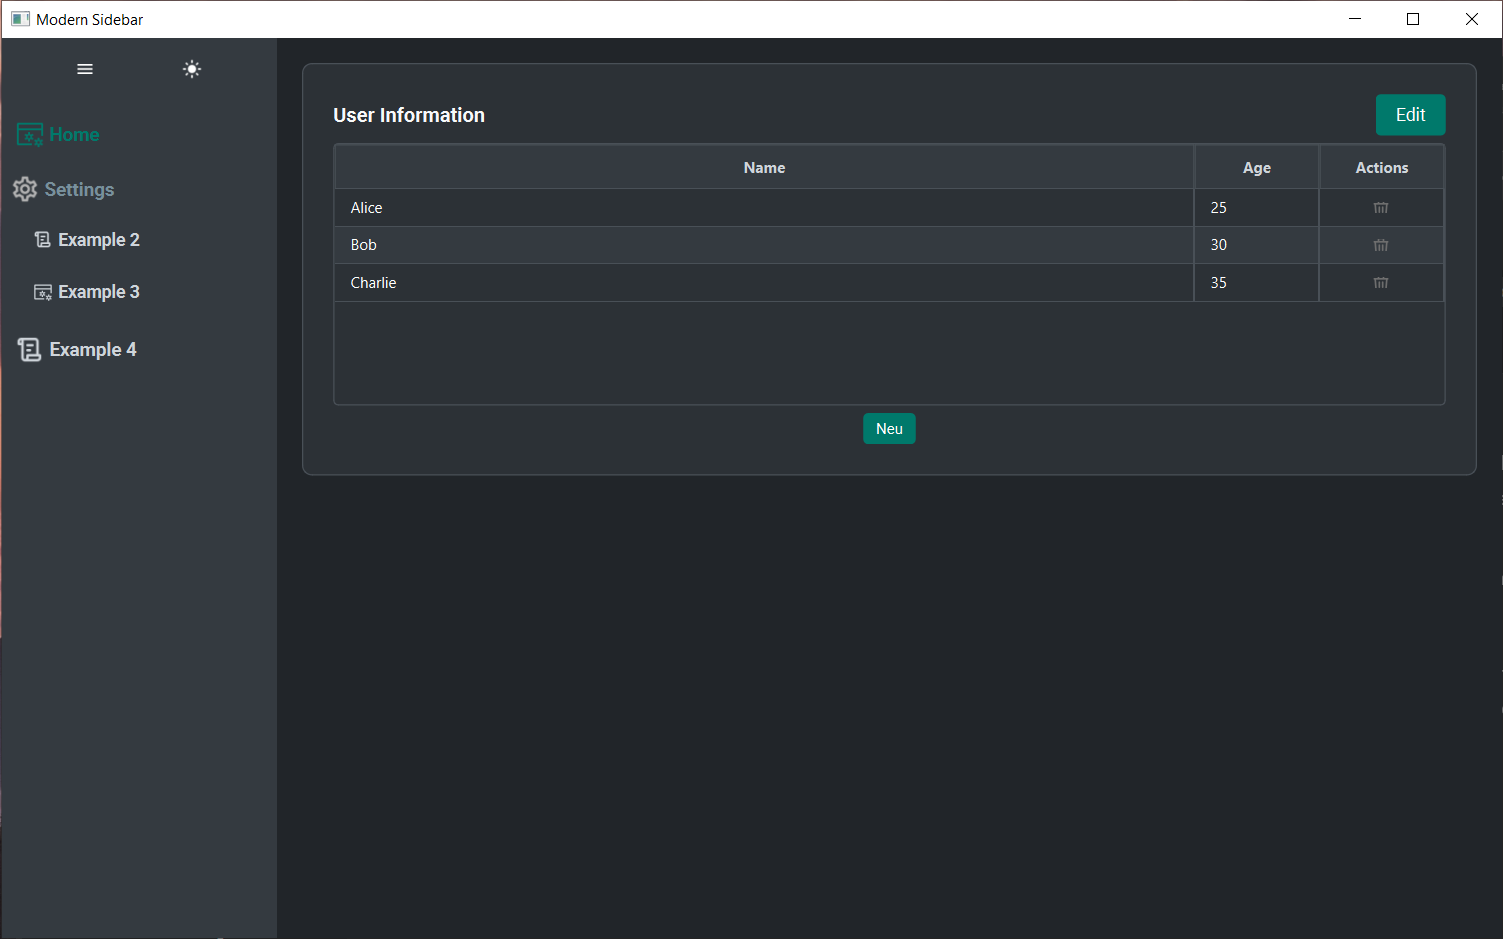 Modern Sidebar
Home
Settings
Example 2
Example 3
Example 4
User Information
Edit
Name Age Actions
Alice 25
Bob 30
Charlie 35
Neu